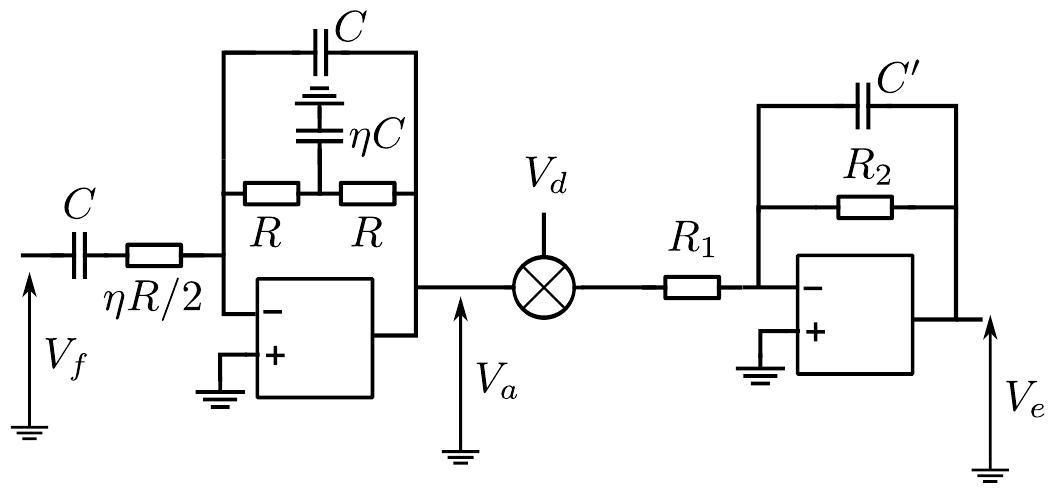 C
ηC
V_d
C′
R_2
C
R
R
R_1
ηR/2
−
−
+
+
V_f
V_a
V_e